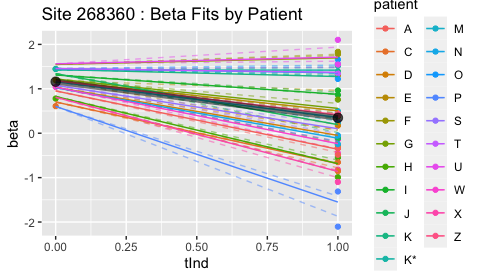 Site 268360 : Beta Fits by Patient
patient
2
1
0
-1
-2
beta
0.00 0.25 0.50 0.75 1.00
tInd
A
C
D
E
F
G
H
I
J
K
K*
M
N
O
P
S
T
U
W
X
Z